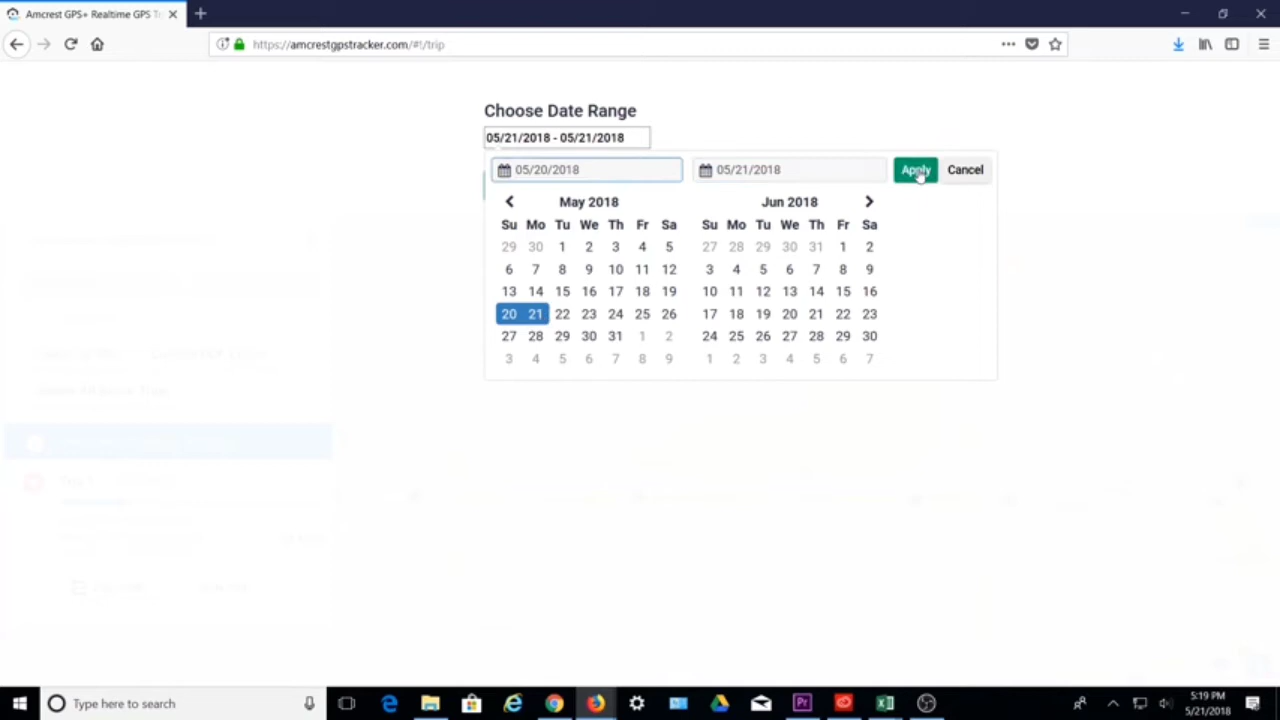 Amcrest GPS+ Realtime GPS Tr
https://amcrestgpstracker.com/#!/trip
Choose Date Range
05/21/2018 - 05/21/2018
05/20/2018 05/21/2018 Apply Cancel
May 2018 Jun 2018
Su Mo Tu We Th Fr Sa Su Mo Tu We Th Fr Sa
29 30 1 2 3 4 5 27 28 29 30 31 1 2
6 7 8 9 10 11 12 3 4 5 6 7 8 9
13 14 15 16 17 18 19 10 11 12 13 14 15 16
20 21 22 23 24 25 26 17 18 19 20 21 22 23
27 28 29 30 31 1 2 24 25 26 27 28 29 30
3 4 5 6 7 8 9 1 2 3 4 5 6 7
Type here to search
5:19 PM
5/21/2018